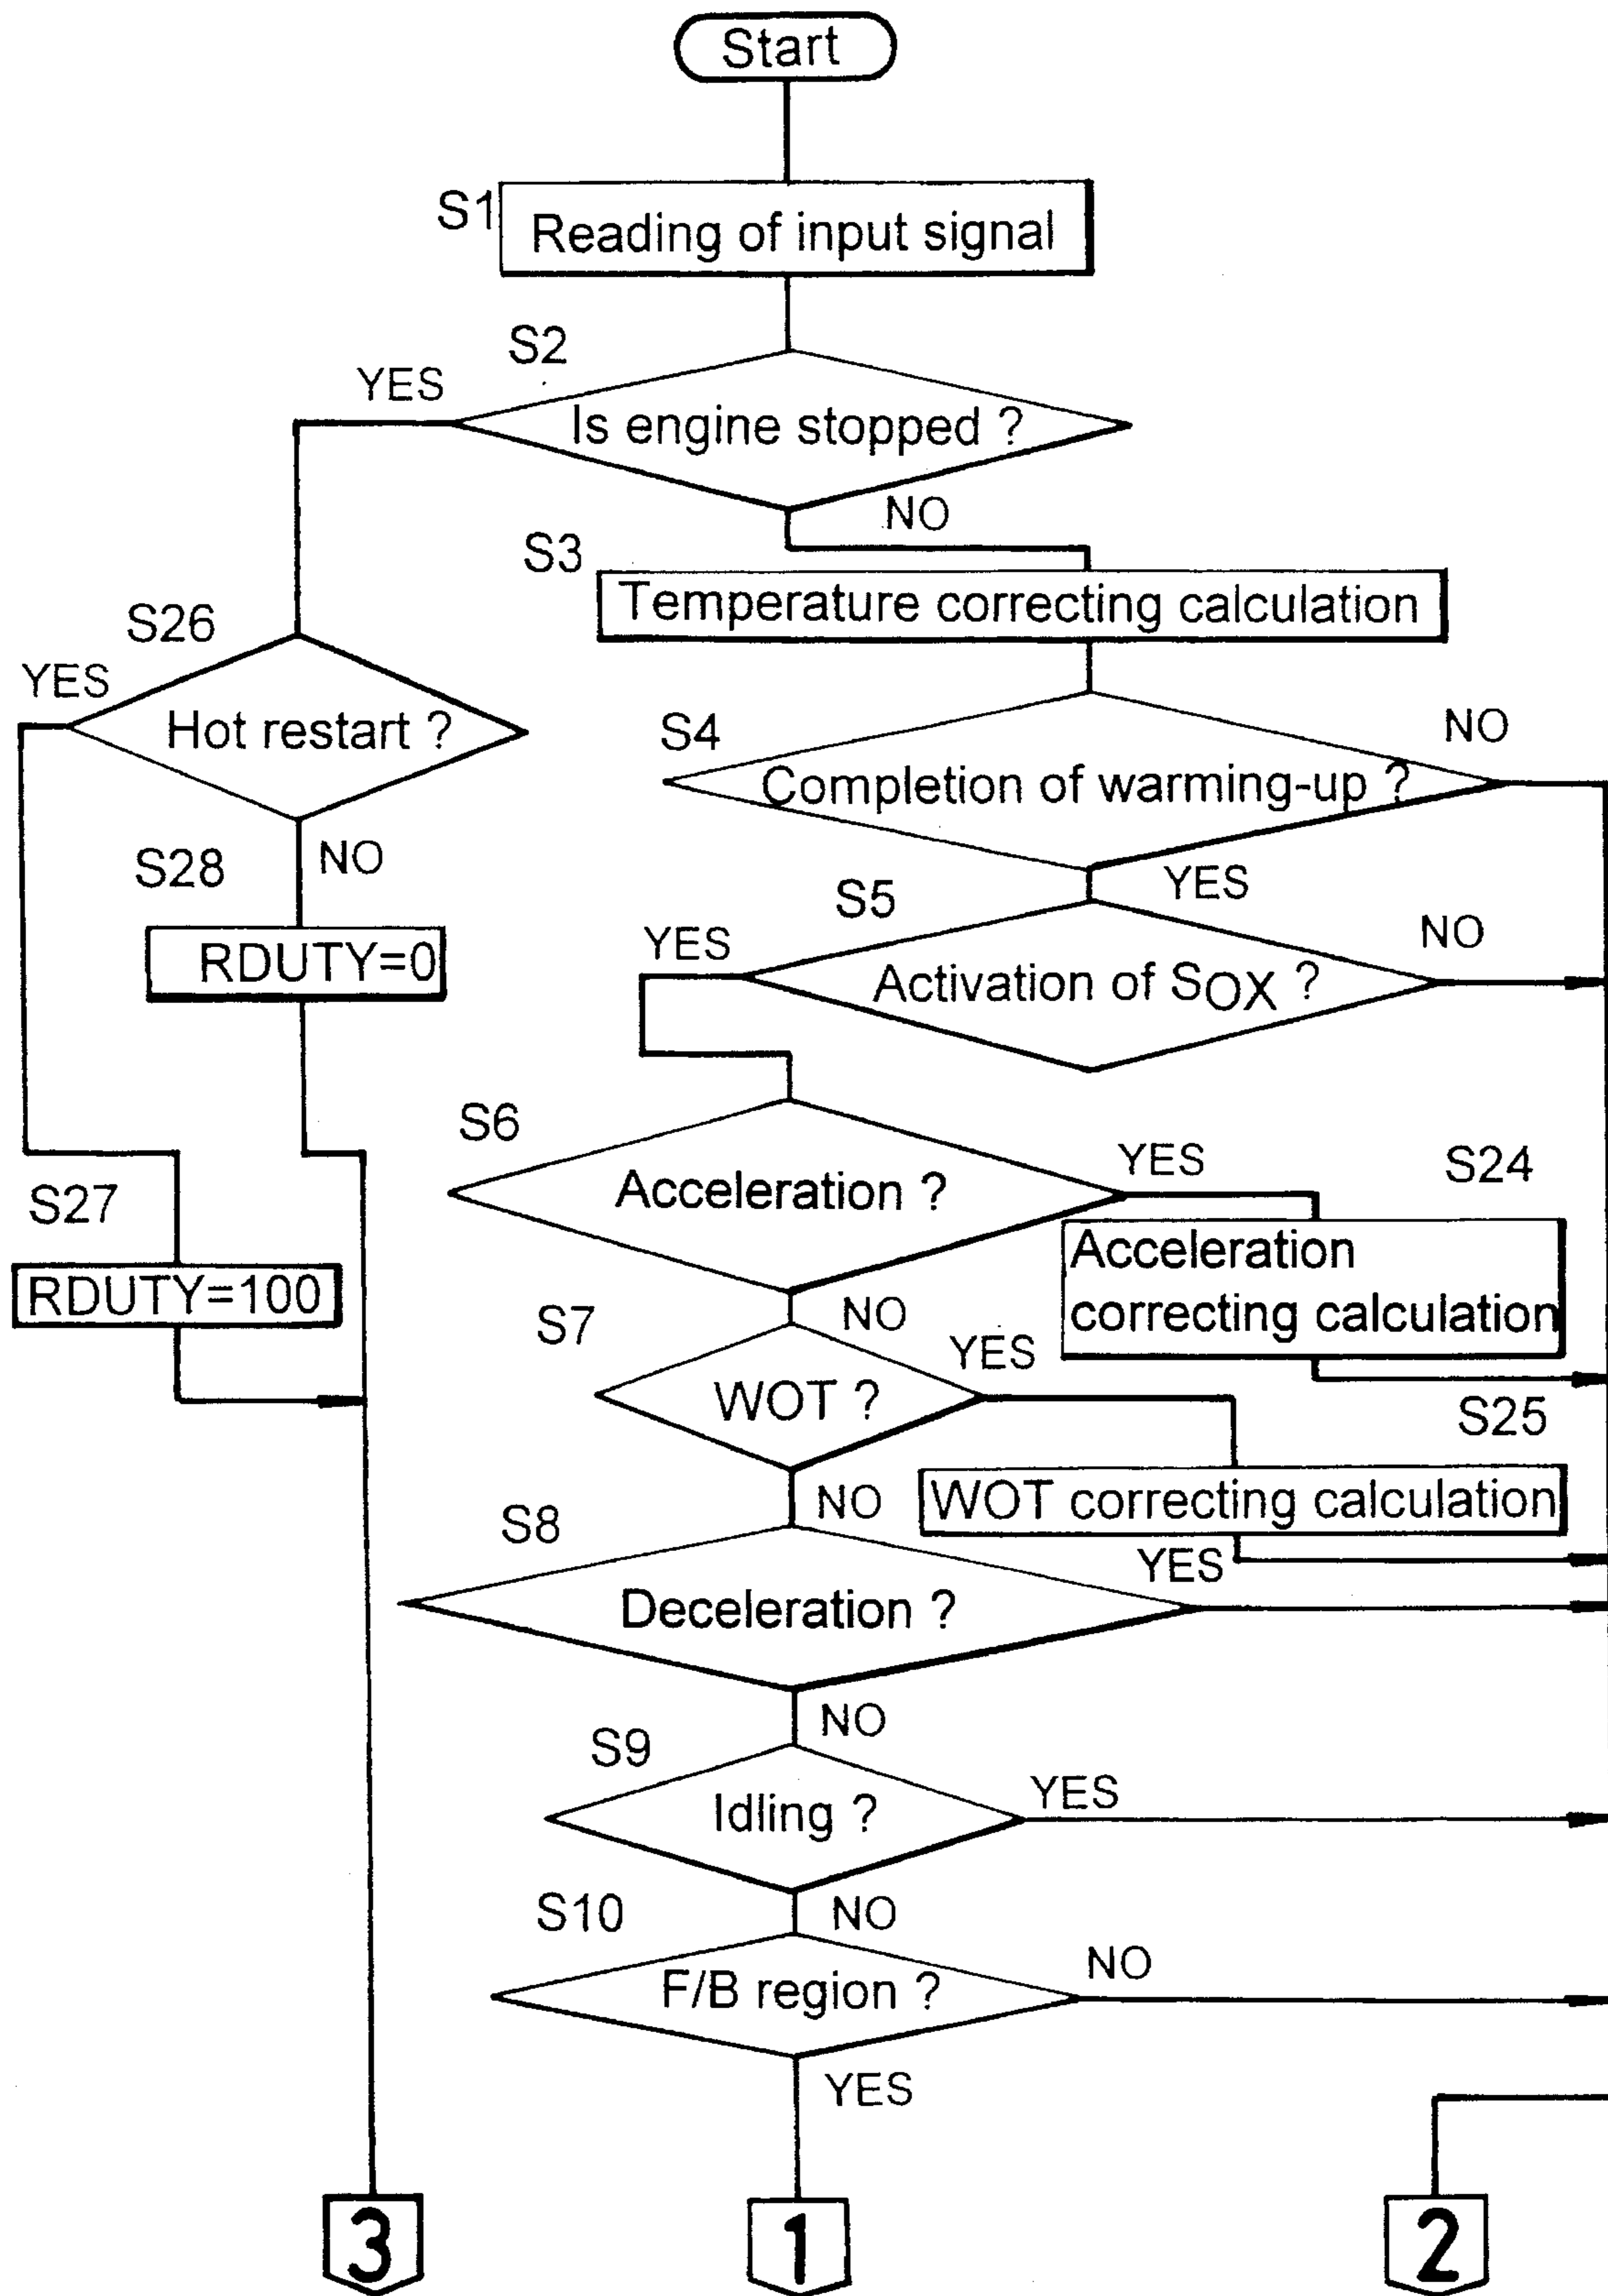 Start
S1
Reading of input signal
S2
YES
Is engine stopped ?
NO
S3
Temperature correcting calculation
S26
YES
Hot restart ?
S4
NO
Completion of warming-up ?
S28
NO
YES
S5
YES
NO
RDUTY=0
Activation of SOX ?
S6
YES
S24
Acceleration ?
S27
Acceleration
correcting calculation
RDUTY=100
NO
S7
YES
WOT ?
S25
NO
WOT correcting calculation
S8
YES
Deceleration ?
NO
S9
Idling ?
YES
S10
NO
F/B region ?
NO
YES
3
1
2